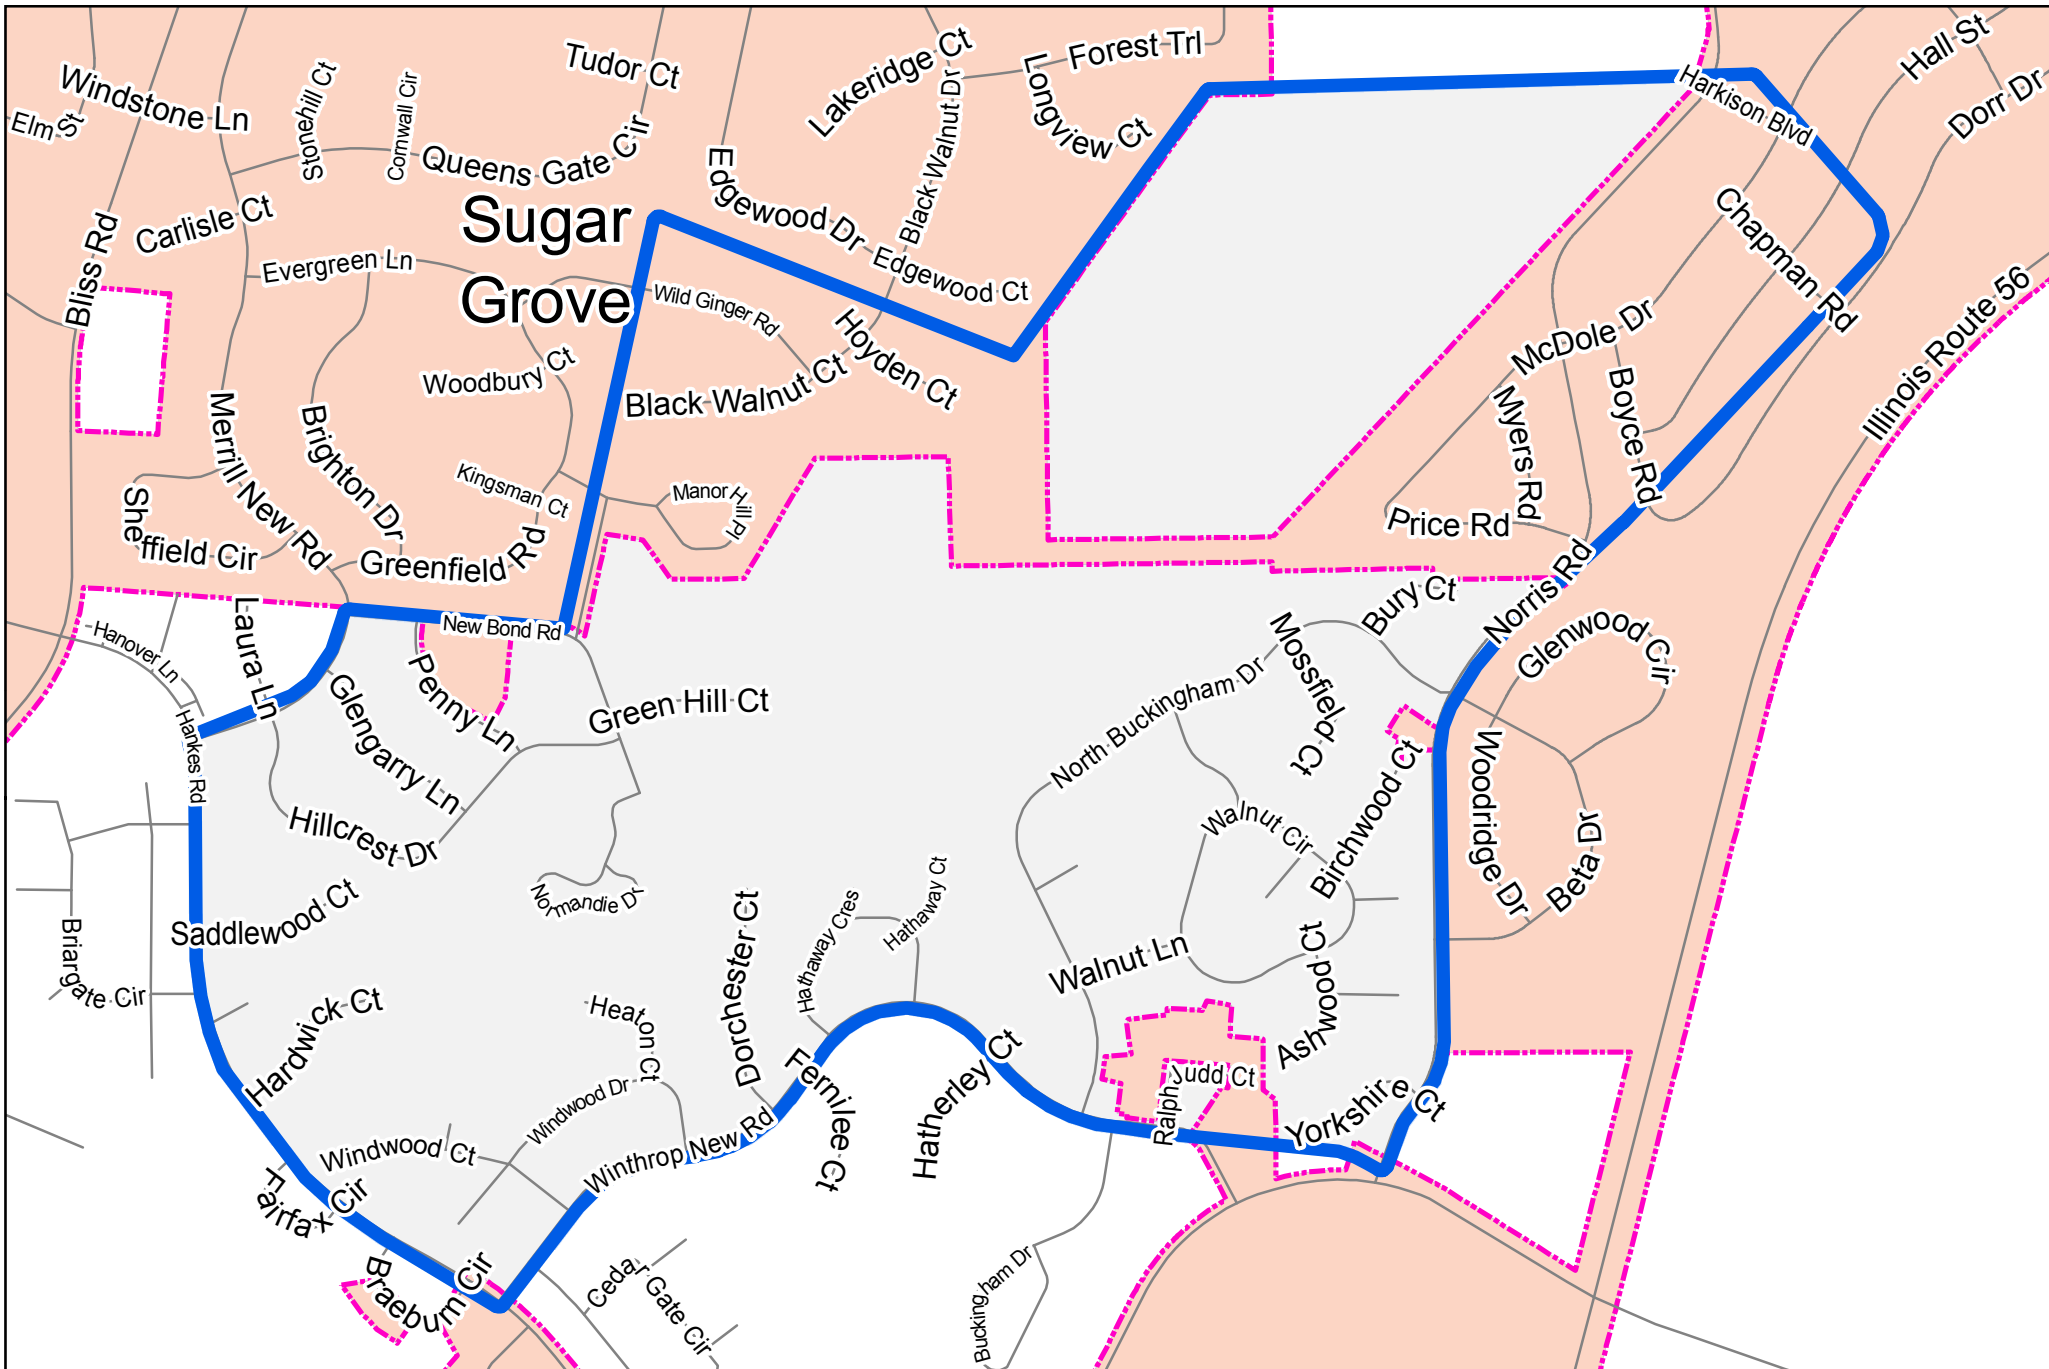 Windstone Ln
Elm St
Stonehill Ct
Cornwall Cir
Tudor Ct
Queens Gate Cir
Lakeridge Ct
Black Walnut Dr
Forest Trl
Longview Ct
Harkison Blvd
Hall St
Dorr Dr
Carlisle Ct
Bliss Rd
Evergreen Ln
Sugar
Grove
Edgewood Dr
Edgewood Ct
Chapman Rd
Wild Ginger Rd
Hoyden Ct
Black Walnut Ct
Woodbury Ct
McDole Dr
Myers Rd
Boyce Rd
Illinois Route 56
Merrill New Rd
Brighton Dr
Kingsman Ct
Manor Hill Pl
Price Rd
Sheffield Cir
Greenfield Rd
Norris Rd
Bury Ct
New Bond Rd
Hanover Ln
Laura Ln
Penny Ln
Glengarry Ln
Green Hill Ct
Mossfield Ct
Glenwood Cir
North Buckingham Dr
Hankes Rd
Birchwood Ct
Woodridge Dr
Beta Dr
Hillcrest Dr
Walnut Cir
Normandie Dr
Saddlewood Ct
Briargate Cir
Dorchester Ct
Hathaway Cres
Hathaway Ct
Walnut Ln
Ashwood Ct
Hardwick Ct
Heaton Ct
Windwood Dr
Fernilee Ct
Hatherley Ct
Ralph
Judd Ct
Yorkshire Ct
Windwood Ct
Winthrop New Rd
Fairfax Cir
Braeburn Cir
Cedar Gate Cir
Buckingham Dr